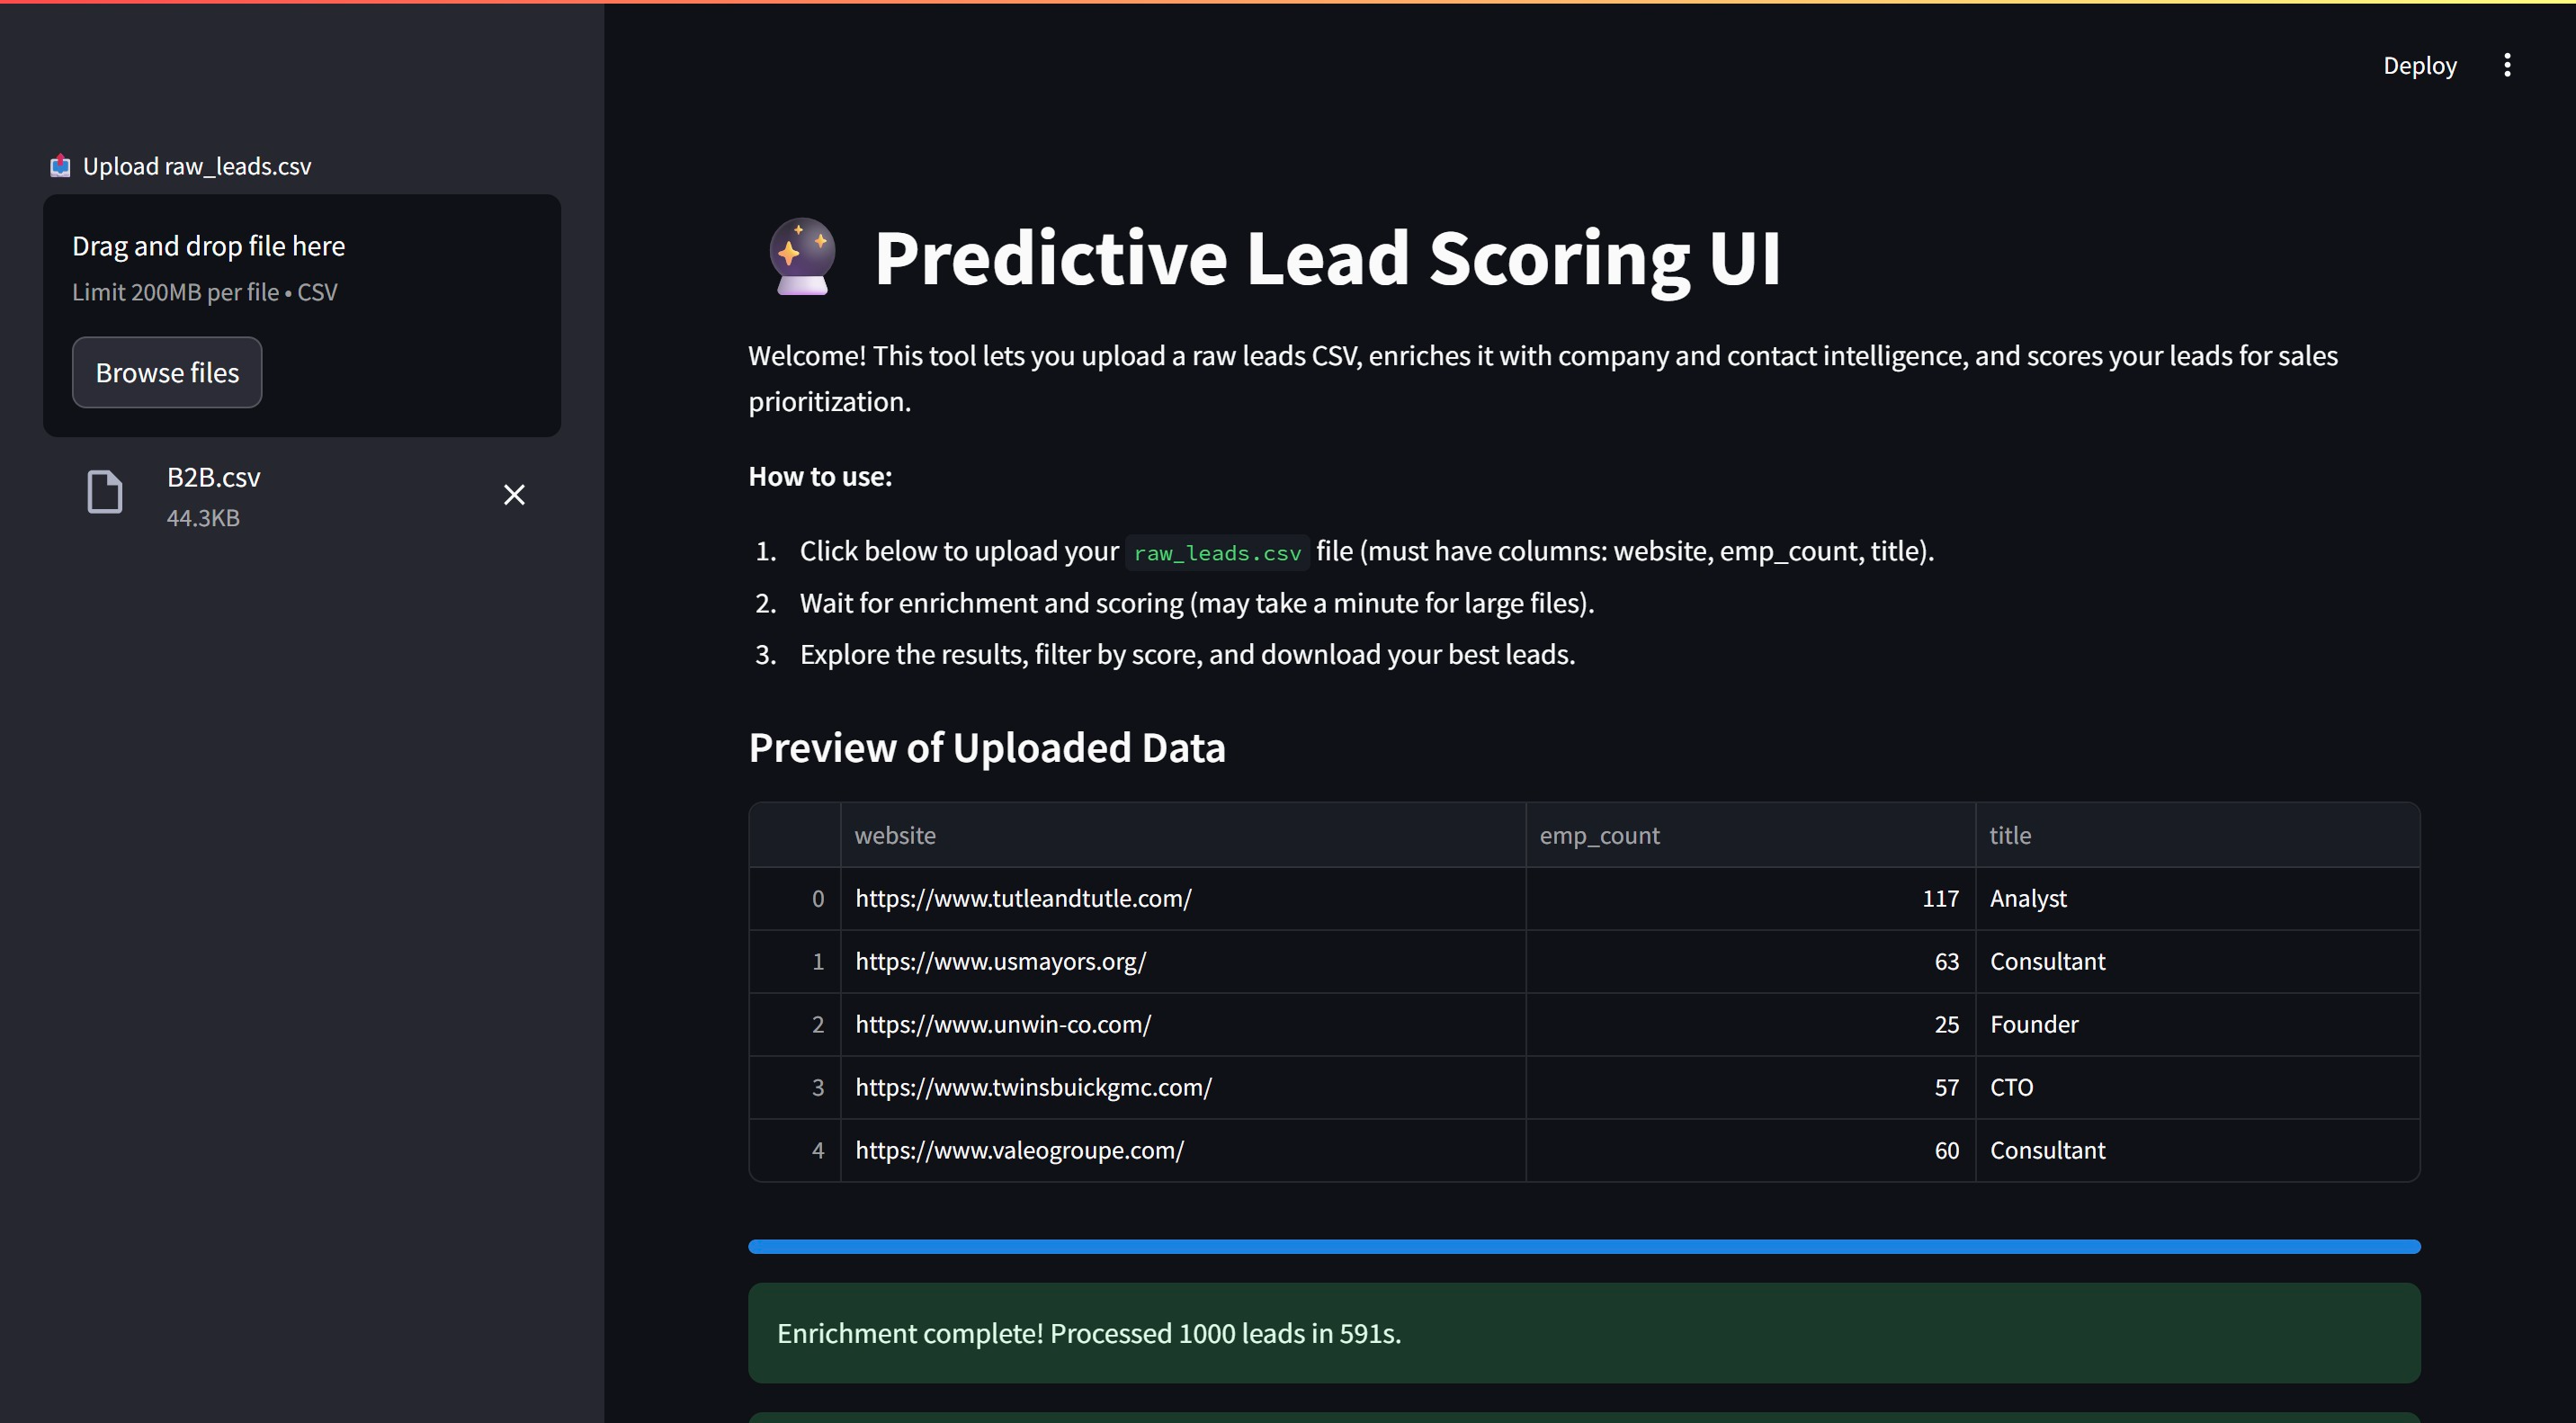 Deploy
Upload raw_leads.csv
Drag and drop file here
Limit 200MB per file • CSV
Browse files
B2B.csv
44.3KB
Predictive Lead Scoring UI
Welcome! This tool lets you upload a raw leads CSV, enriches it with company and contact intelligence, and scores your leads for sales
prioritization.
How to use:
1. Click below to upload your raw_leads.csv file (must have columns: website, emp_count, title).
2. Wait for enrichment and scoring (may take a minute for large files).
3. Explore the results, filter by score, and download your best leads.
Preview of Uploaded Data
website emp_count title
0 https://www.tutleandtutle.com/ 117 Analyst
1 https://www.usmayors.org/ 63 Consultant
2 https://www.unwin-co.com/ 25 Founder
3 https://www.twinsbuickgmc.com/ 57 CTO
4 https://www.valeogroupe.com/ 60 Consultant
Enrichment complete! Processed 1000 leads in 591s.